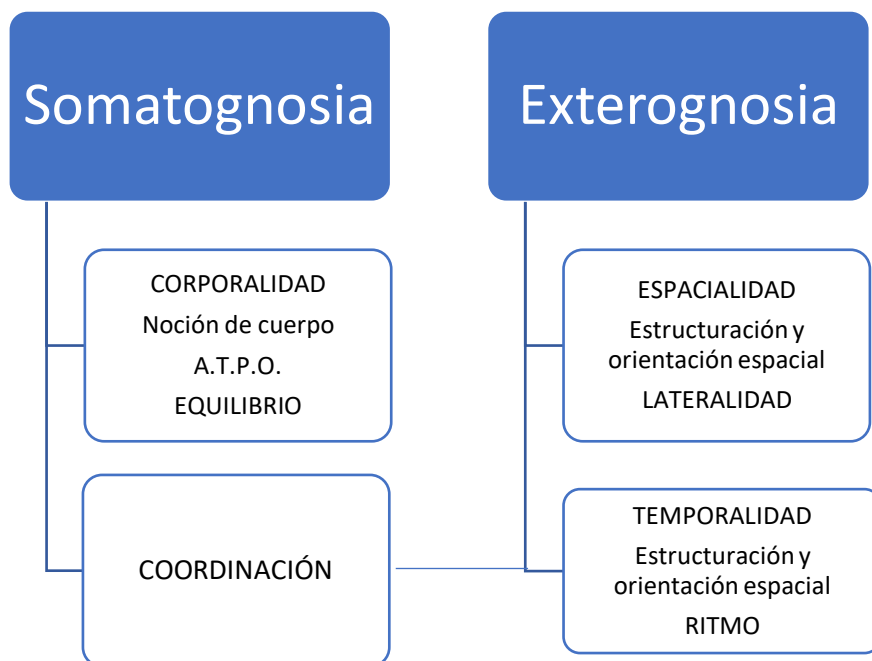 Somatognosia
CORPORALIDAD
Noción de cuerpo
A.T.P.O.
EQUILIBRIO
COORDINACIÓN
Exterognosia
ESPACIALIDAD
Estructuración y
orientación espacial
LATERALIDAD
TEMPORALIDAD
Estructuración y
orientación espacial
RITMO